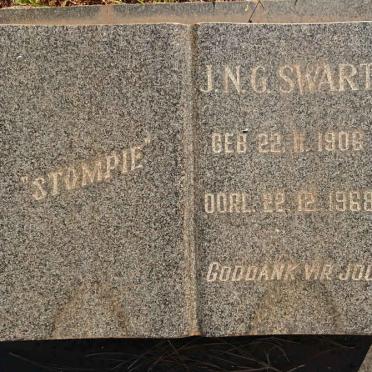 "STOMPIE"
J.N.G. SWART
GEB. 22. 11. 1906
OORL. 22. 12. 1968
GODDANK VIR JOU